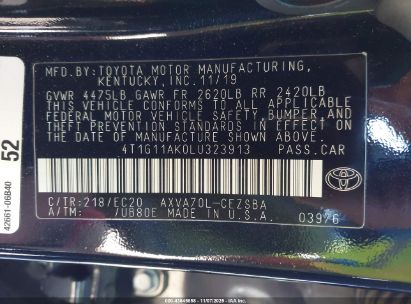 MFD. BY: TOYOTA MOTOR MANUFACTURING,
KENTUCKY, INC. 11/19
GVWR 4475LB GAWR FR 2620LB RR 2420LB
THIS VEHICLE CONFORMS TO ALL APPLICABLE
FEDERAL MOTOR VEHICLE SAFETY, BUMPER, AND
THEFT PREVENTION STANDARDS IN EFFECT ON THE
DATE OF MANUFACTURE SHOWN ABOVE.
4T1G11AK0LU323913 PASS.CAR
C/TR:218/EC20 AXVA70L-CEZSBA
A/TM: /UB80E MADE IN U.S.A. 03976
TOYOTA
52
42661-06B40